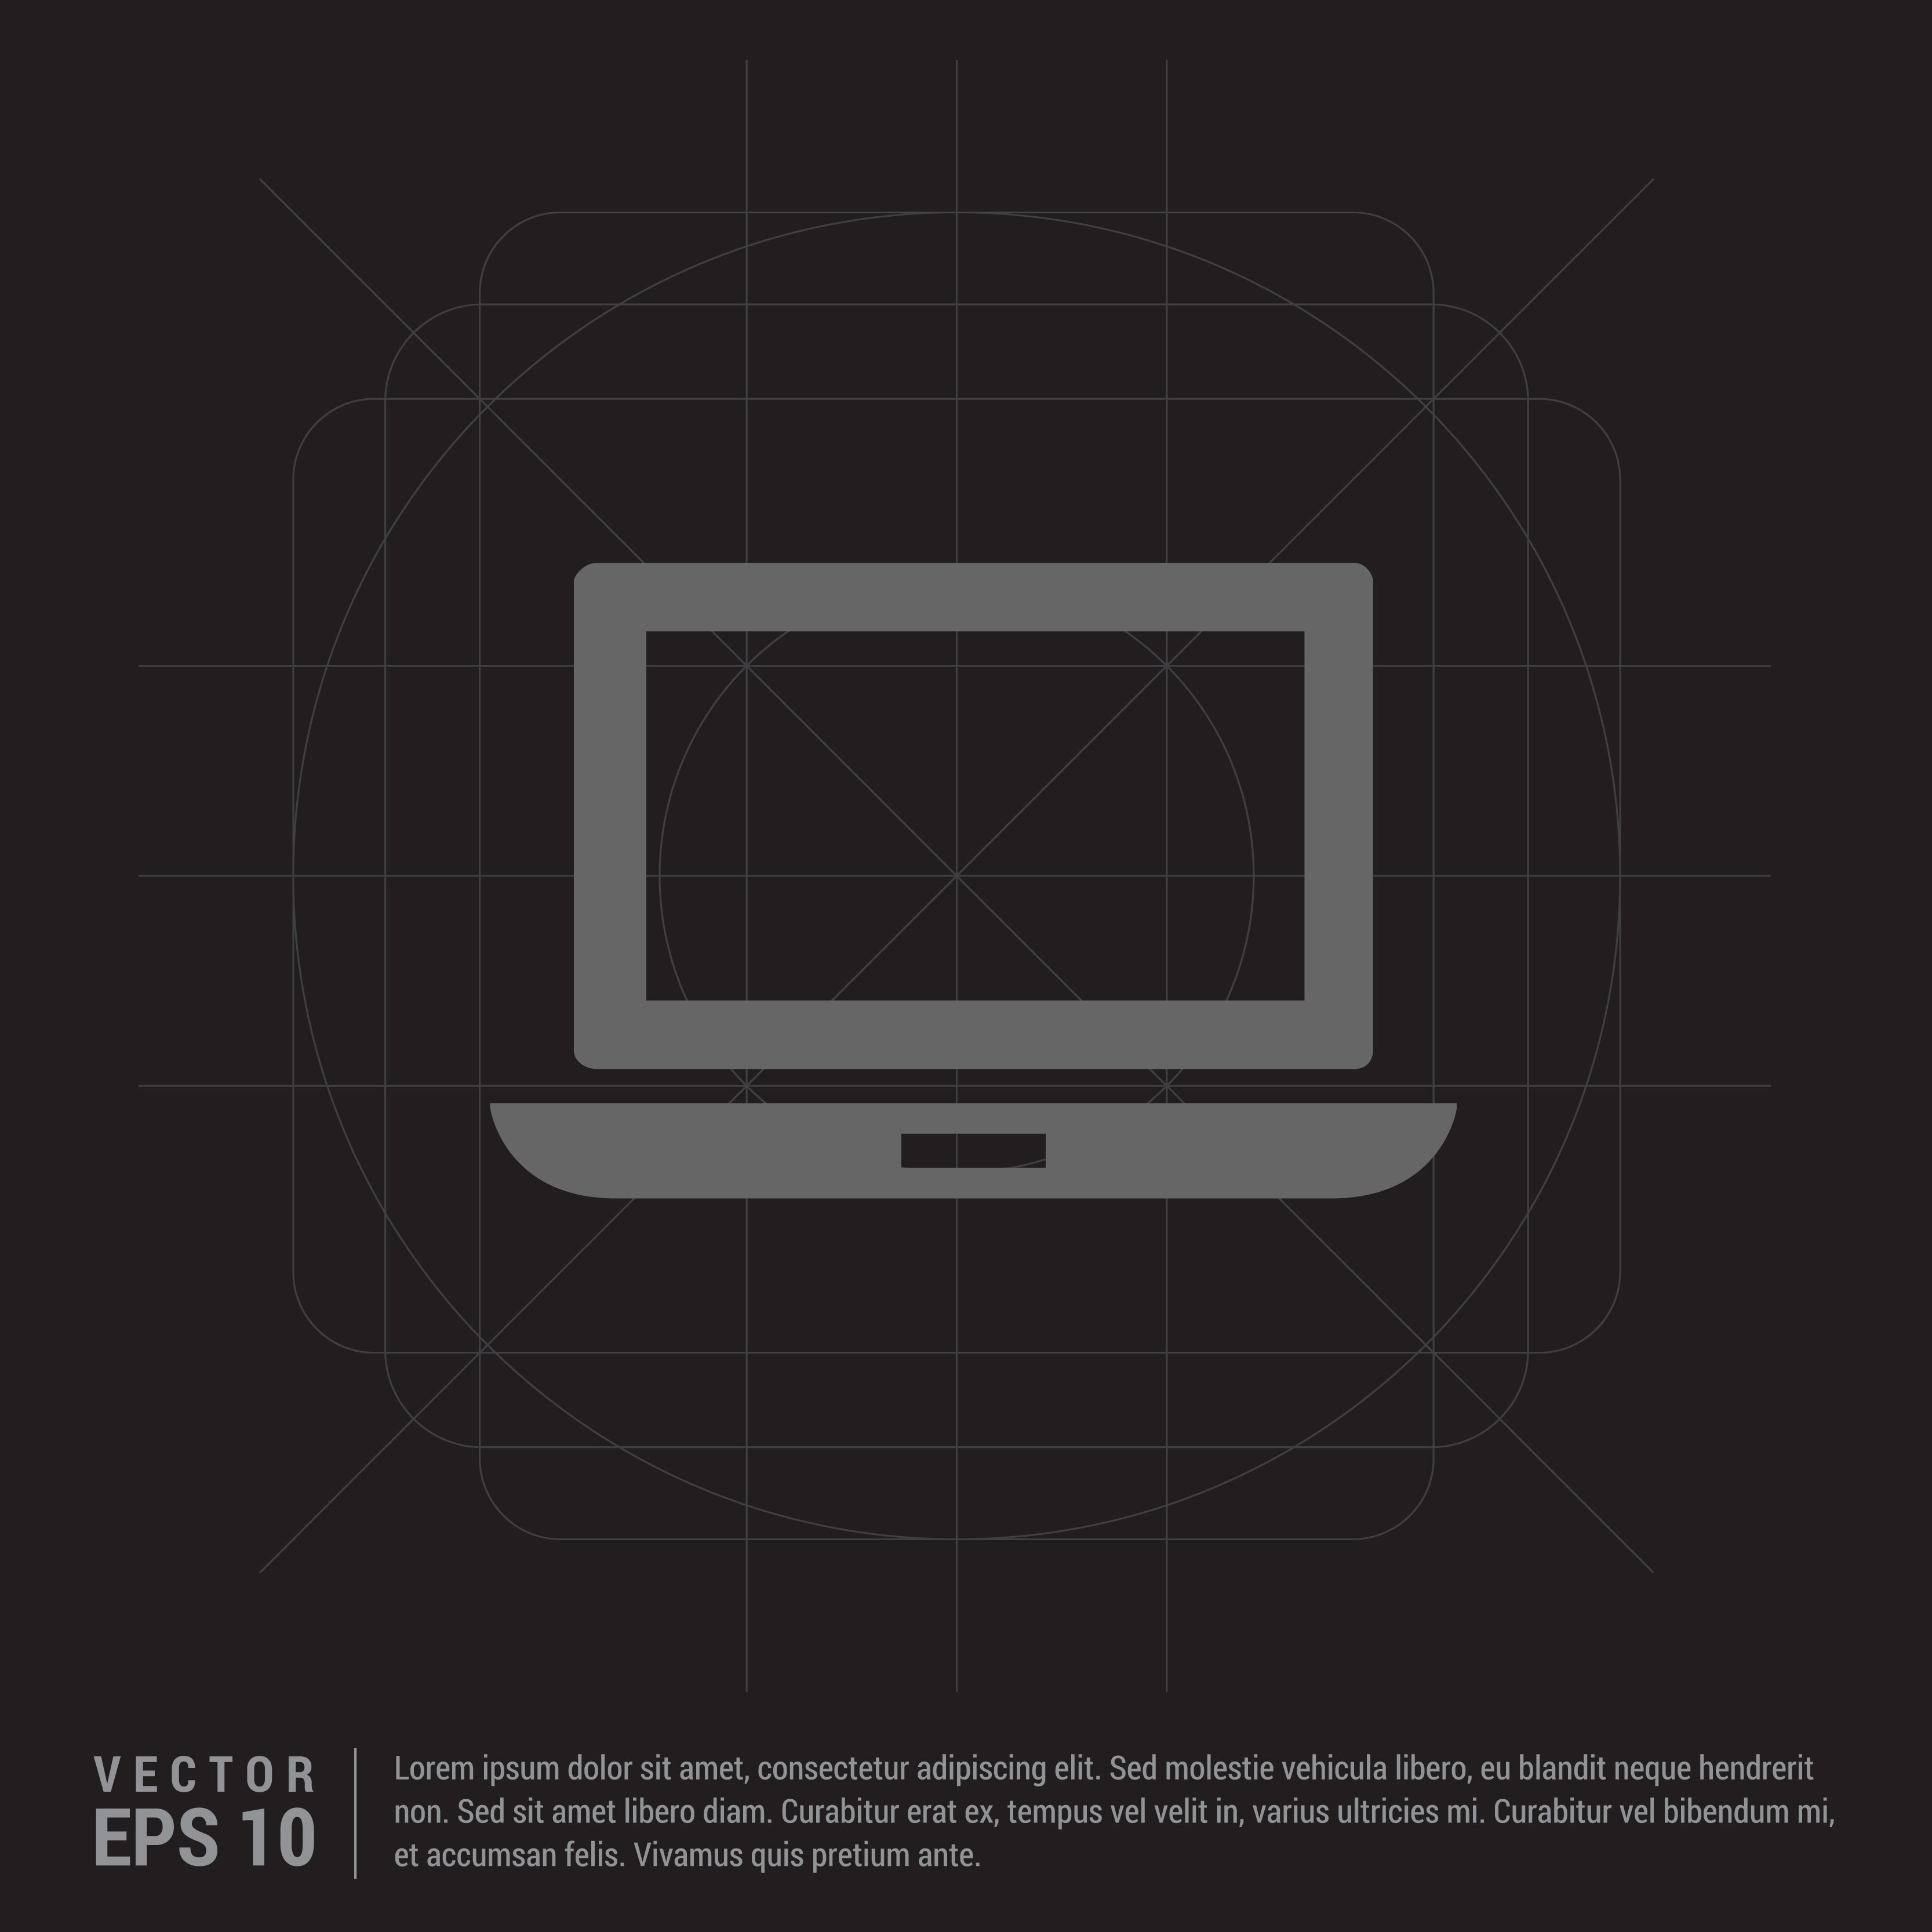 VECTOR
EPS 10
Lorem ipsum dolor sit amet, consectetur adipiscing elit. Sed molestie vehicula libero, eu blandit neque hendrerit
non. Sed sit amet libero diam. Curabitur erat ex, tempus vel velit in, varius ultricies mi. Curabitur vel bibendum mi,
et accumsan felis. Vivamus quis pretium ante.